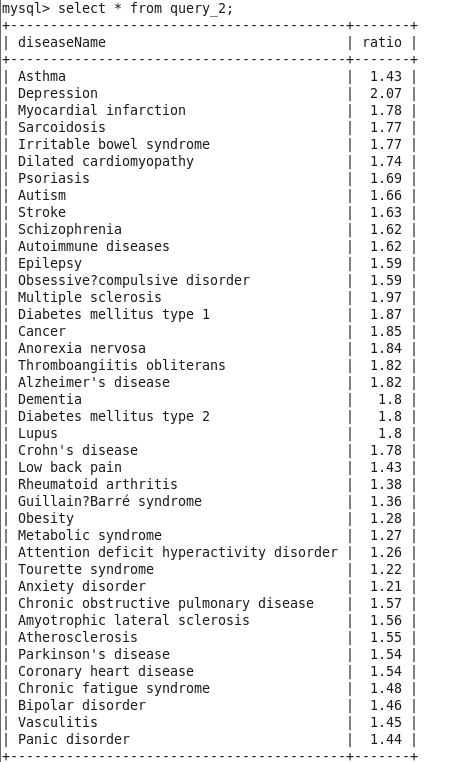 mysql> select * from query_2;
+-----------------------------------------+-------+
| diseaseName                             | ratio |
+-----------------------------------------+-------+
| Asthma                                  |  1.43 |
| Depression                              |  2.07 |
| Myocardial infarction                   |  1.78 |
| Sarcoidosis                             |  1.77 |
| Irritable bowel syndrome                |  1.77 |
| Dilated cardiomyopathy                  |  1.74 |
| Psoriasis                               |  1.69 |
| Autism                                  |  1.66 |
| Stroke                                  |  1.63 |
| Schizophrenia                           |  1.62 |
| Autoimmune diseases                     |  1.62 |
| Epilepsy                                |  1.59 |
| Obsessive?compulsive disorder           |  1.59 |
| Multiple sclerosis                      |  1.97 |
| Diabetes mellitus type 1                |  1.87 |
| Cancer                                  |  1.85 |
| Anorexia nervosa                        |  1.84 |
| Thromboangiitis obliterans              |  1.82 |
| Alzheimer's disease                     |  1.82 |
| Dementia                                |   1.8 |
| Diabetes mellitus type 2                |   1.8 |
| Lupus                                   |   1.8 |
| Crohn's disease                         |  1.78 |
| Low back pain                           |  1.43 |
| Rheumatoid arthritis                    |  1.38 |
| Guillain?Barré syndrome                 |  1.36 |
| Obesity                                 |  1.28 |
| Metabolic syndrome                      |  1.27 |
| Attention deficit hyperactivity disorder |  1.26 |
| Tourette syndrome                       |  1.22 |
| Anxiety disorder                        |  1.21 |
| Chronic obstructive pulmonary disease   |  1.57 |
| Amyotrophic lateral sclerosis           |  1.56 |
| Atherosclerosis                         |  1.55 |
| Parkinson's disease                     |  1.54 |
| Coronary heart disease                  |  1.54 |
| Chronic fatigue syndrome                |  1.48 |
| Bipolar disorder                        |  1.46 |
| Vasculitis                              |  1.45 |
| Panic disorder                          |  1.44 |
+-----------------------------------------+-------+